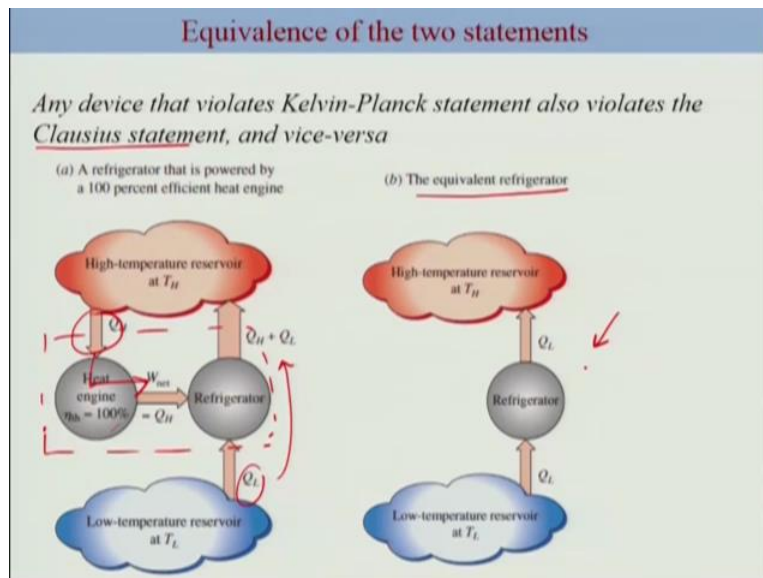 Equivalence of the two statements
Any device that violates Kelvin-Planck statement also violates the
Clausius statement, and vice-versa
(a) A refrigerator that is powered by
a 100 percent efficient heat engine
(b) The equivalent refrigerator
High-temperature reservoir
at T_H
Q_H
Q_H + Q_L
Heat
engine
η_th = 100%
W_net
= Q_H
Refrigerator
Q_L
Low-temperature reservoir
at T_L
High-temperature reservoir
at T_H
Q_L
Refrigerator
Q_L
Low-temperature reservoir
at T_L